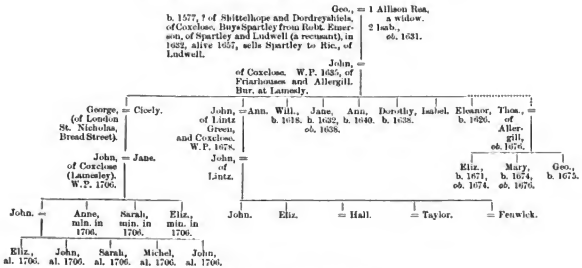 Geo., = 1 Allison Rea,
b. 1577, ? of Shittelhope and Dordreyshiels, a widow.
of Coxclose. Buys Spartley from Robt. Emer- 2 Isab.,
son, of Spartley and Ludwell (a recusant), in ob. 1631.
1632, alive 1657, sells Spartley to Ric., of
Ludwell.
John, =
of Coxclose. W.P. 1635, of
Friarhouses and Allergill.
Bur. at Lamesly.
George, = Cicely. John, = Ann. Will., Jane, Ann, Dorothy, Isabel. Eleanor, Thos., =
(of London of Lintz b. 1618. b. 1632, b. 1640. b. 1638. b. 1626. of
St. Nicholas, Green, ob. 1638. Aller-
Bread Street). and Coxclose. gill,
W.P. 1678. ob. 1676.
John, = Jane. John, =
of Coxclose of
(Lamesley). Lintz.
W.P. 1706.
Eliz., Mary, Geo.,
b. 1671, b. 1674, b. 1675.
ob. 1674. ob. 1676.
John. = Anne, Sarah, Eliz., John. Eliz. = Hall. = Taylor. = Fenwick.
min. in min. in min. in
1706. 1706. 1706.
Eliz., John, Sarah, Michel, John,
al. 1706. al. 1706. al. 1706. al. 1706. al. 1706.